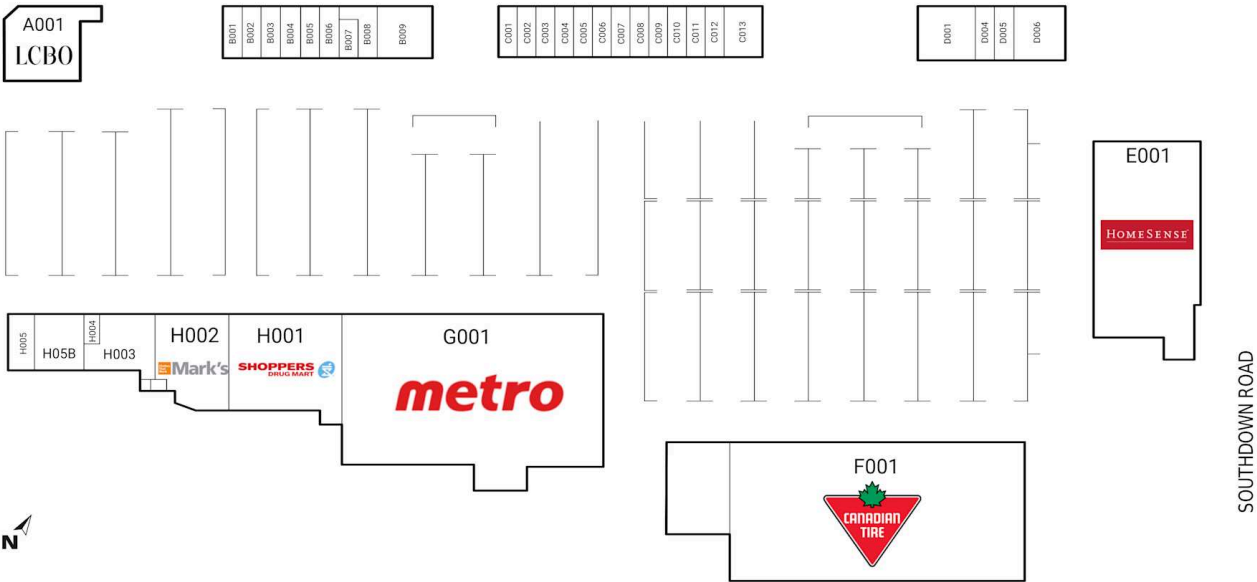 A001
LCBO
B001
B002
B003
B004
B005
B006
B007
B008
B009
C001
C002
C003
C004
C005
C006
C007
C008
C009
C010
C011
C012
C013
D001
D004
D005
D006
E001
HOMESENSE
H005
H05B
H004
H003
H002
Mark's
H001
SHOPPERS
DRUG MART
G001
metro
F001
CANADIAN
TIRE
SOUTHDOWN ROAD
N